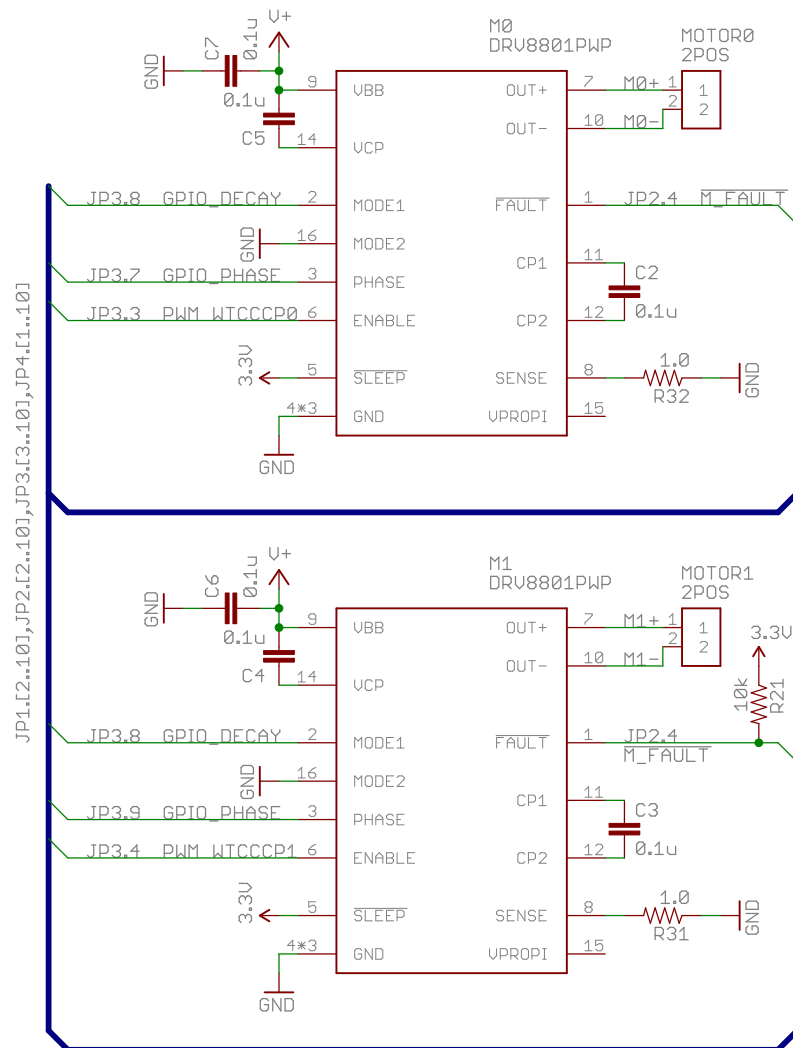 V+
C7
0.1u
GND
0.1u
C5
M0
DRV8801PWP
MOTOR0
2POS
9 VBB
14 VCP
OUT+ 7 M0+ 1 1
OUT- 10 M0- 2 2
JP3.8 GPIO_DECAY 2 MODE1
FAULT 1 JP2.4 M_FAULT
GND 16 MODE2
JP3.7 GPIO_PHASE 3 PHASE
CP1 11
C2
0.1u
JP3.3 PWM_WTCCCP0 6 ENABLE
CP2 12
3.3V 5 SLEEP
SENSE 8 1.0 R32 GND
4*3 GND
VPROPI 15
GND
JP1.[2..10],JP2.[2..10],JP3.[3..10],JP4.[1..10]
V+
C6
0.1u
GND
0.1u
C4
M1
DRV8801PWP
MOTOR1
2POS
9 VBB
14 VCP
OUT+ 7 M1+ 1 1
OUT- 10 M1- 2 2
3.3V
10k
R21
JP3.8 GPIO_DECAY 2 MODE1
FAULT 1 JP2.4
M_FAULT
GND 16 MODE2
JP3.9 GPIO_PHASE 3 PHASE
CP1 11
C3
0.1u
JP3.4 PWM_WTCCCP1 6 ENABLE
CP2 12
3.3V 5 SLEEP
SENSE 8 1.0 R31 GND
4*3 GND
VPROPI 15
GND